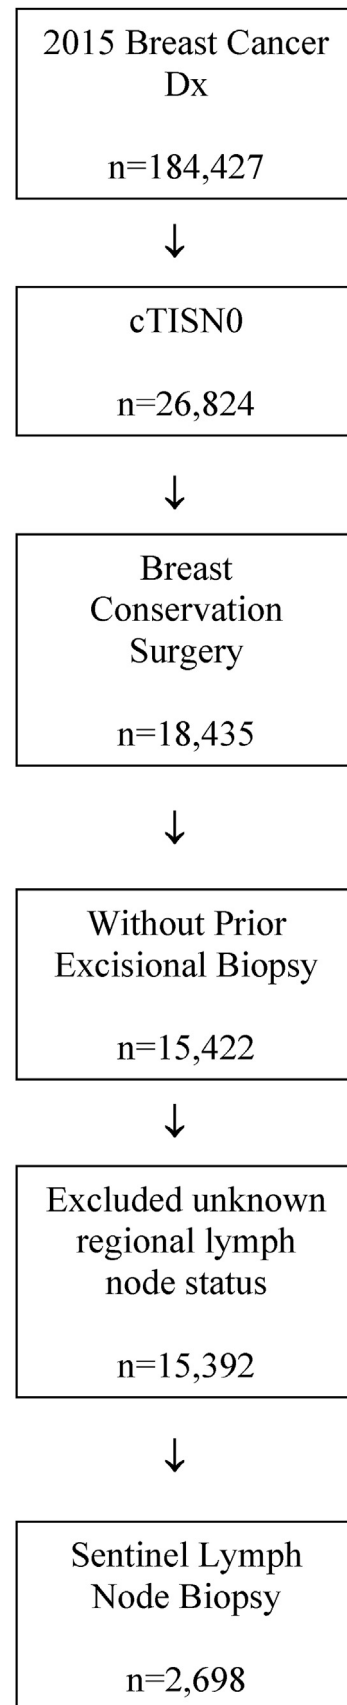 2015 Breast Cancer
Dx
n=184,427
↓
cTISN0
n=26,824
↓
Breast
Conservation
Surgery
n=18,435
↓
Without Prior
Excisional Biopsy
n=15,422
↓
Excluded unknown
regional lymph
node status
n=15,392
↓
Sentinel Lymph
Node Biopsy
n=2,698